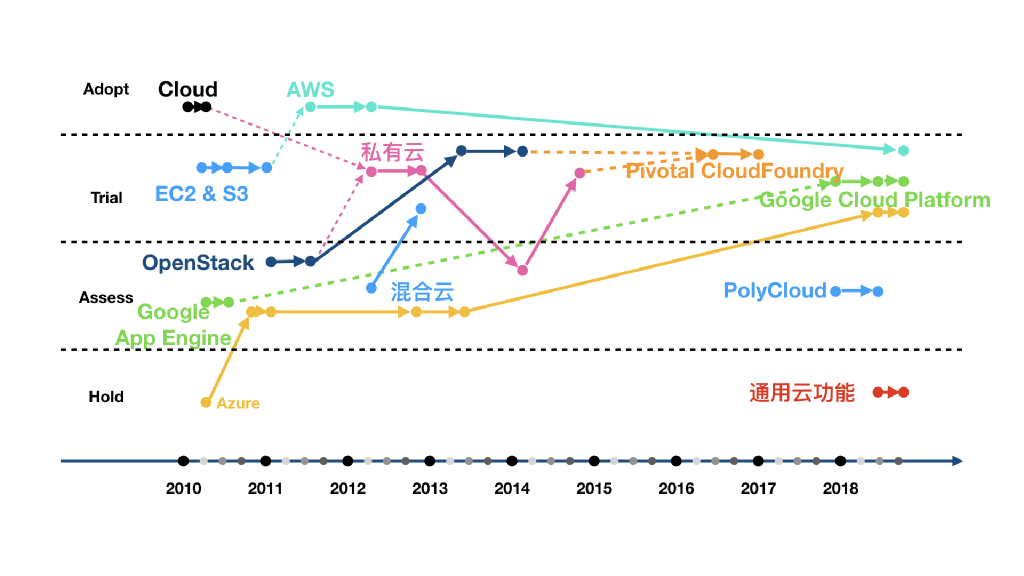 Adopt
Cloud
AWS
私有云
Trial
EC2 & S3
Pivotal CloudFoundry
Google Cloud Platform
OpenStack
Assess
Google
App Engine
混合云
PolyCloud
Hold
Azure
通用云功能
2010 2011 2012 2013 2014 2015 2016 2017 2018